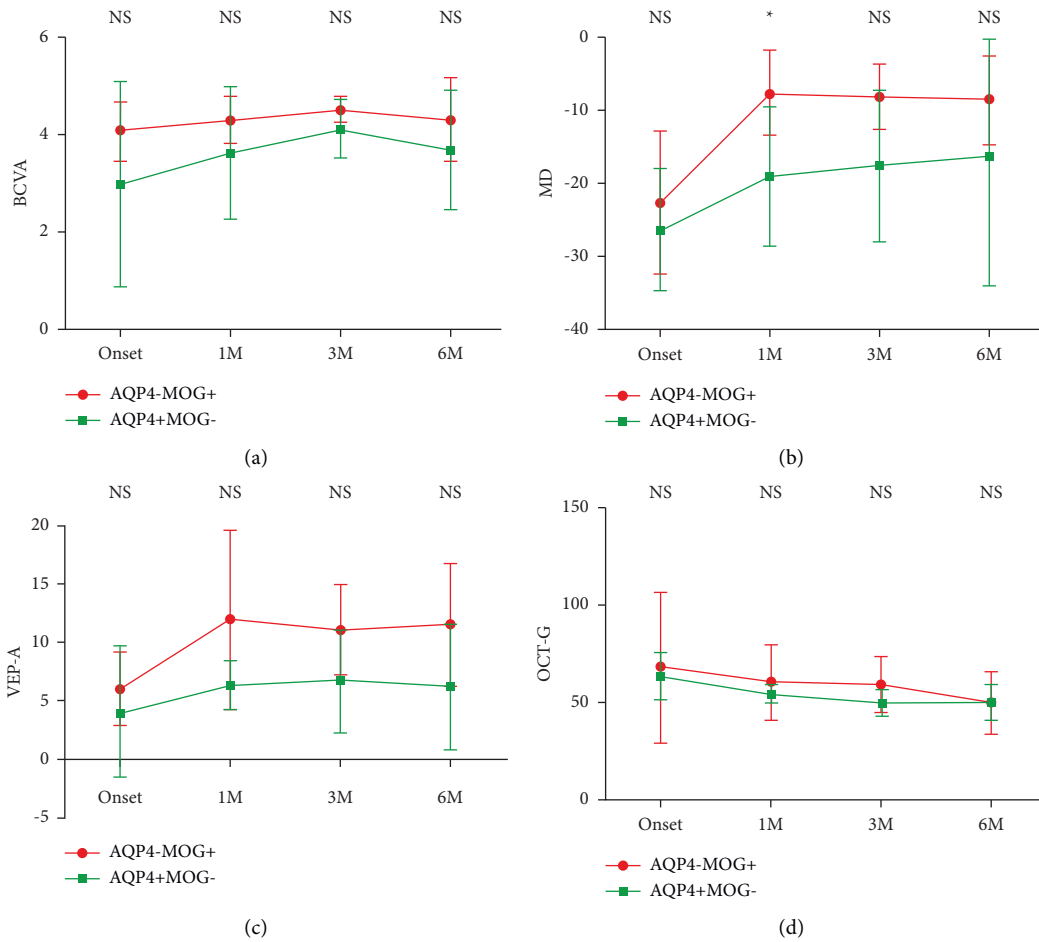 NS NS NS NS
6
4
2
0
BCVA
Onset 1M 3M 6M
AQP4-MOG+
AQP4+MOG-
(a)
NS * NS NS
0
-10
-20
-30
-40
MD
Onset 1M 3M 6M
AQP4-MOG+
AQP4+MOG-
(b)
NS NS NS NS
20
15
10
5
0
-5
VEP-A
Onset 1M 3M 6M
AQP4-MOG+
AQP4+MOG-
(c)
NS NS NS NS
150
100
50
0
OCT-G
Onset 1M 3M 6M
AQP4-MOG+
AQP4+MOG-
(d)